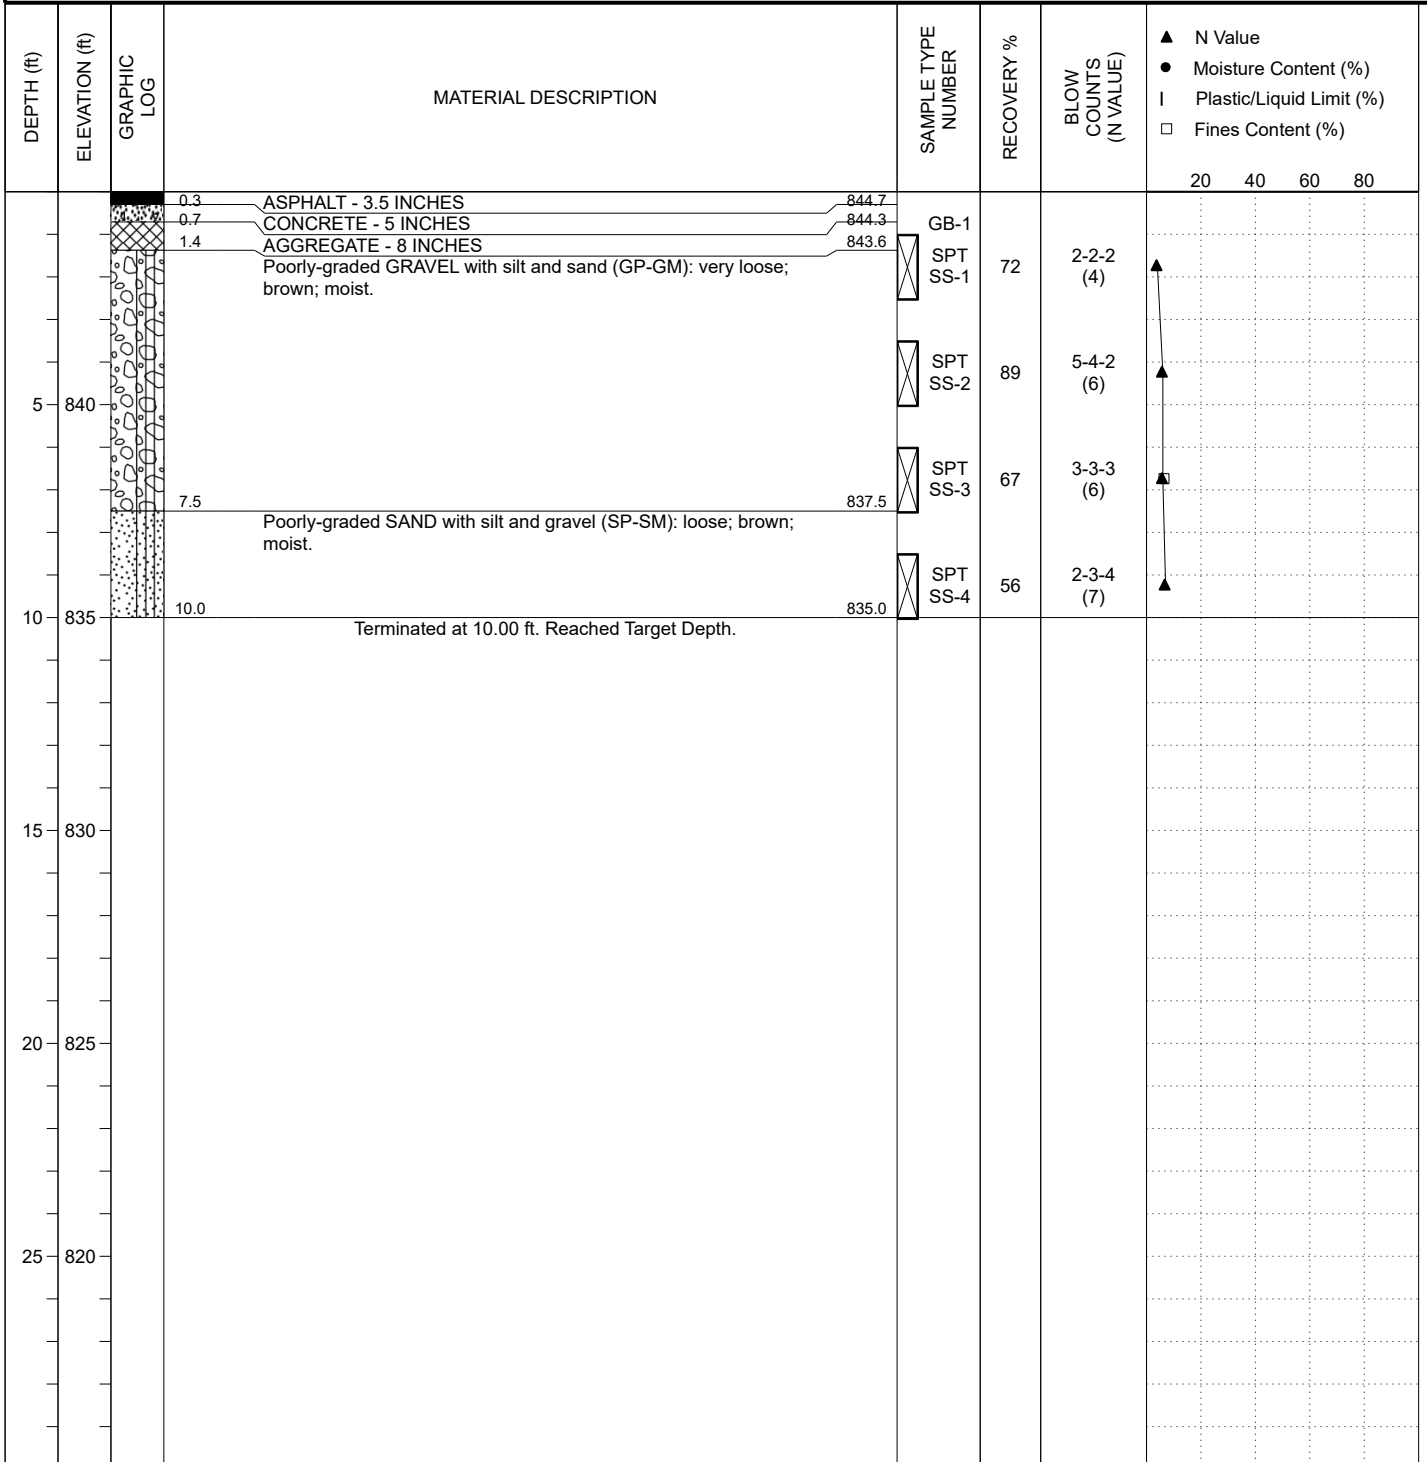 DEPTH (ft)
ELEVATION (ft)
GRAPHIC
LOG
MATERIAL DESCRIPTION
SAMPLE TYPE
NUMBER
RECOVERY %
BLOW
COUNTS
(N VALUE)
N Value
Moisture Content (%)
Plastic/Liquid Limit (%)
Fines Content (%)
20 40 60 80
0.3 ASPHALT - 3.5 INCHES 844.7
0.7 CONCRETE - 5 INCHES 844.3
GB-1
1.4 AGGREGATE - 8 INCHES 843.6
Poorly-graded GRAVEL with silt and sand (GP-GM): very loose;
brown; moist.
SPT
SS-1
72
2-2-2
(4)
SPT
SS-2
89
5-4-2
(6)
5 840
SPT
SS-3
67
3-3-3
(6)
7.5 837.5
Poorly-graded SAND with silt and gravel (SP-SM): loose; brown;
moist.
SPT
SS-4
56
2-3-4
(7)
10.0 835.0
10 835
Terminated at 10.00 ft. Reached Target Depth.
15 830
20 825
25 820